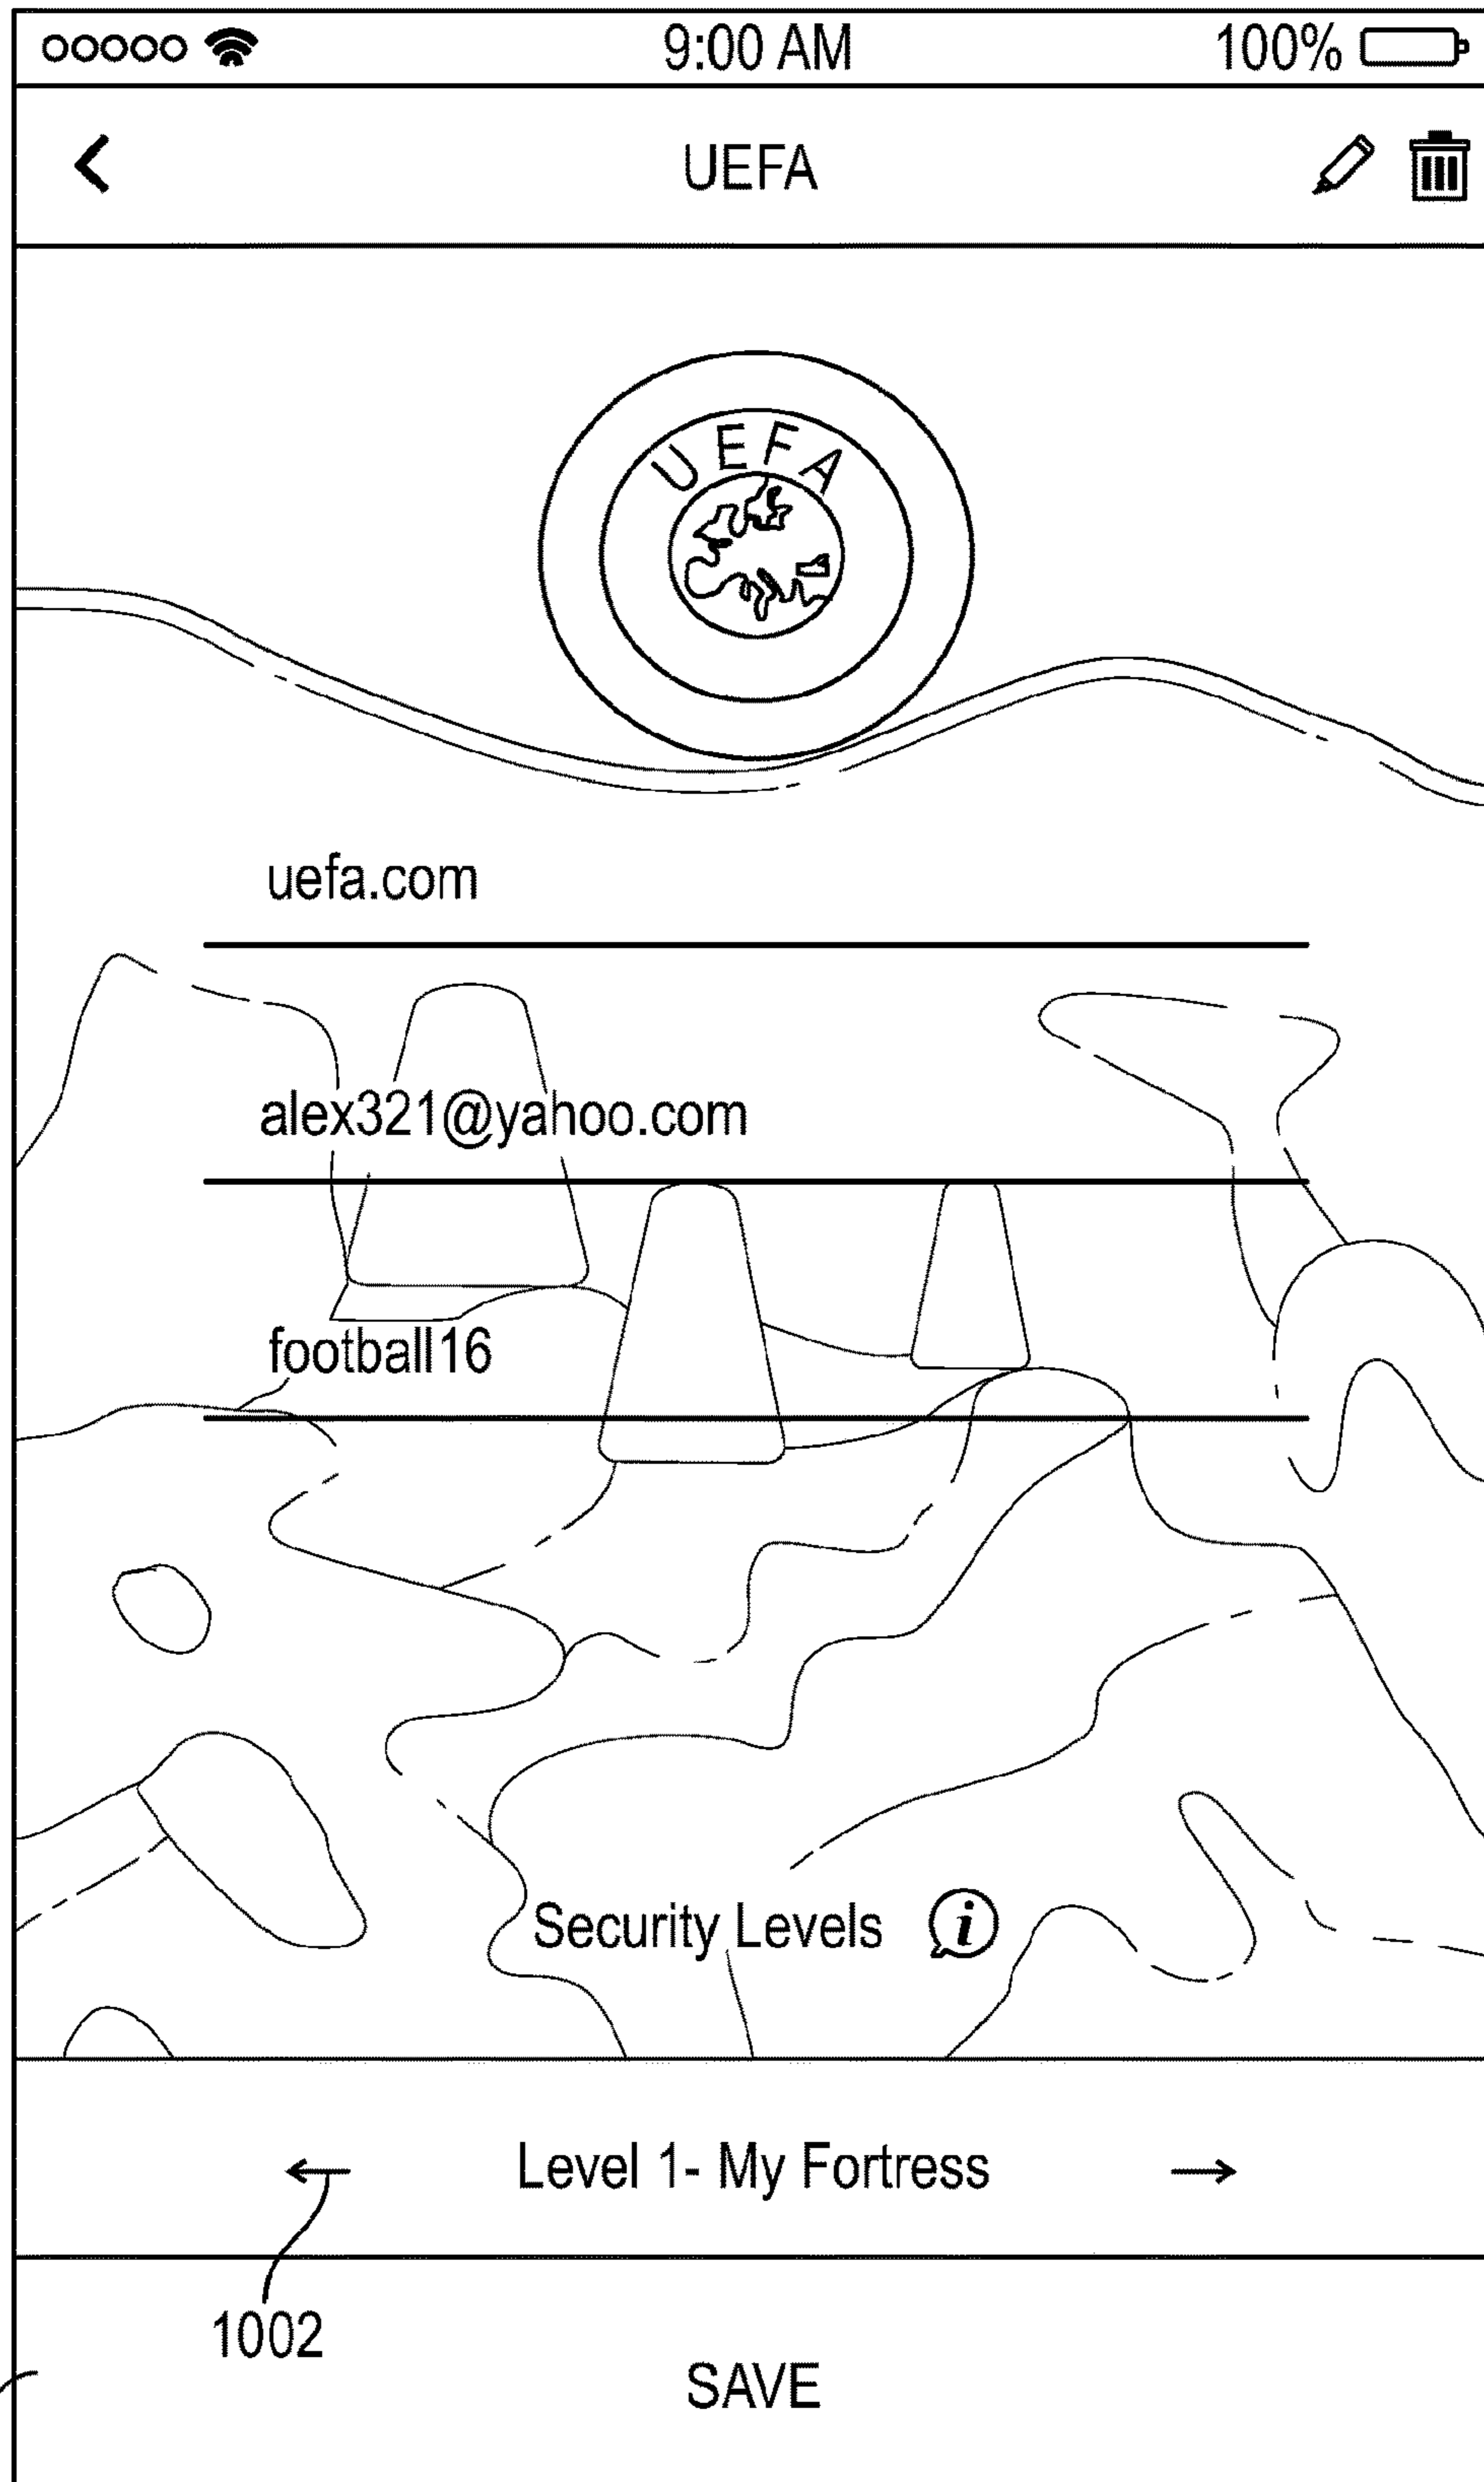 9:00 AM 100%
UEFA
UEFA
uefa.com
alex321@yahoo.com
football16
Security Levels i
Level 1- My Fortress
1002
SAVE